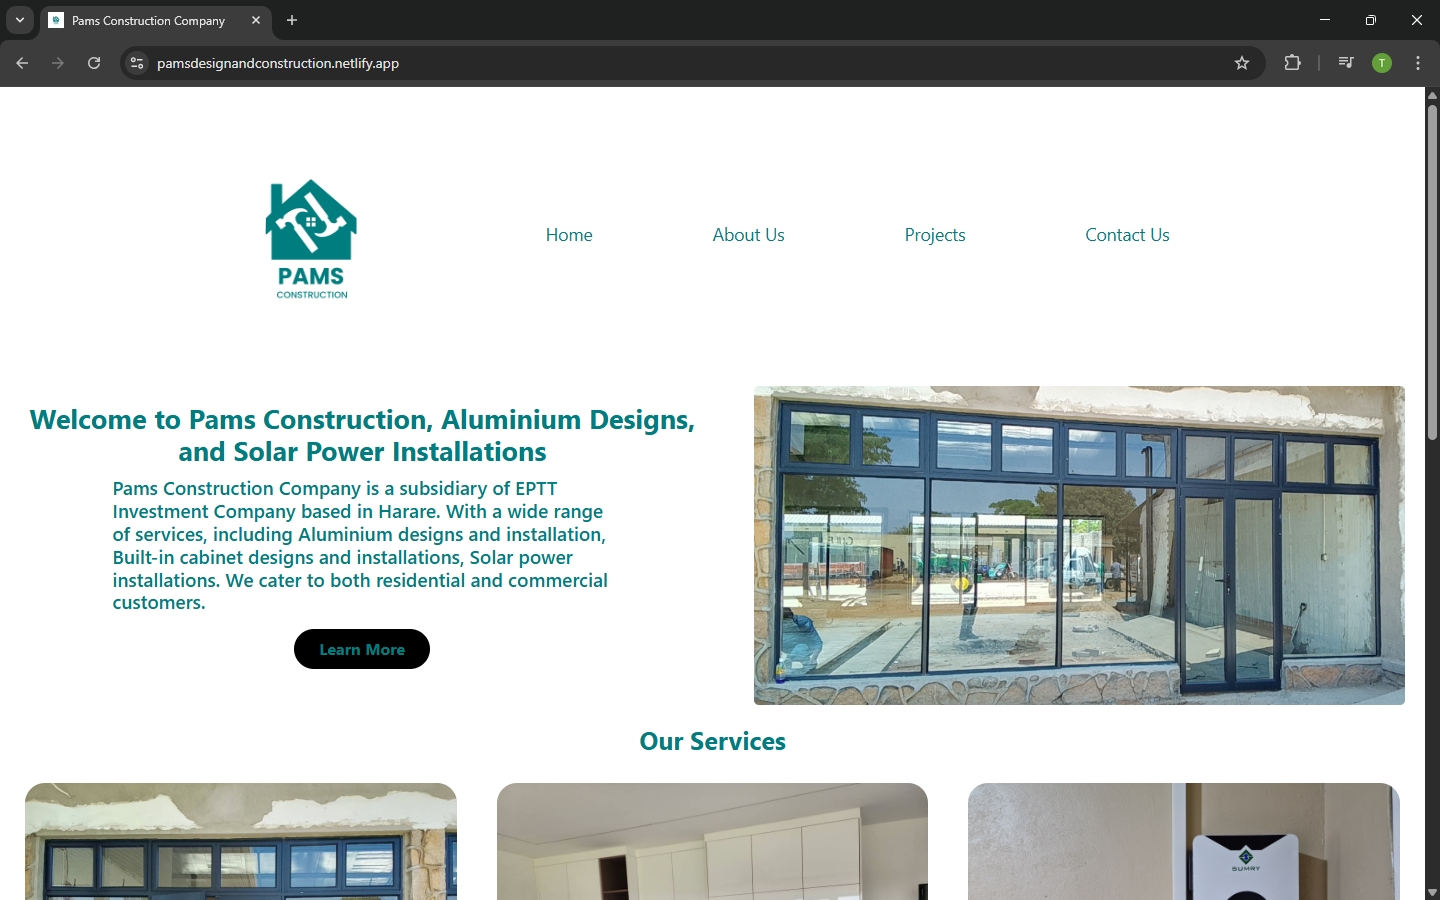 Pams Construction Company
pamsdesignandconstruction.netlify.app
T
PAMS
CONSTRUCTION
Home
About Us
Projects
Contact Us
Welcome to Pams Construction, Aluminium Designs,
and Solar Power Installations
Pams Construction Company is a subsidiary of EPTT
Investment Company based in Harare. With a wide range
of services, including Aluminium designs and installation,
Built-in cabinet designs and installations, Solar power
installations. We cater to both residential and commercial
customers.
Learn More
Our Services
SUMRY